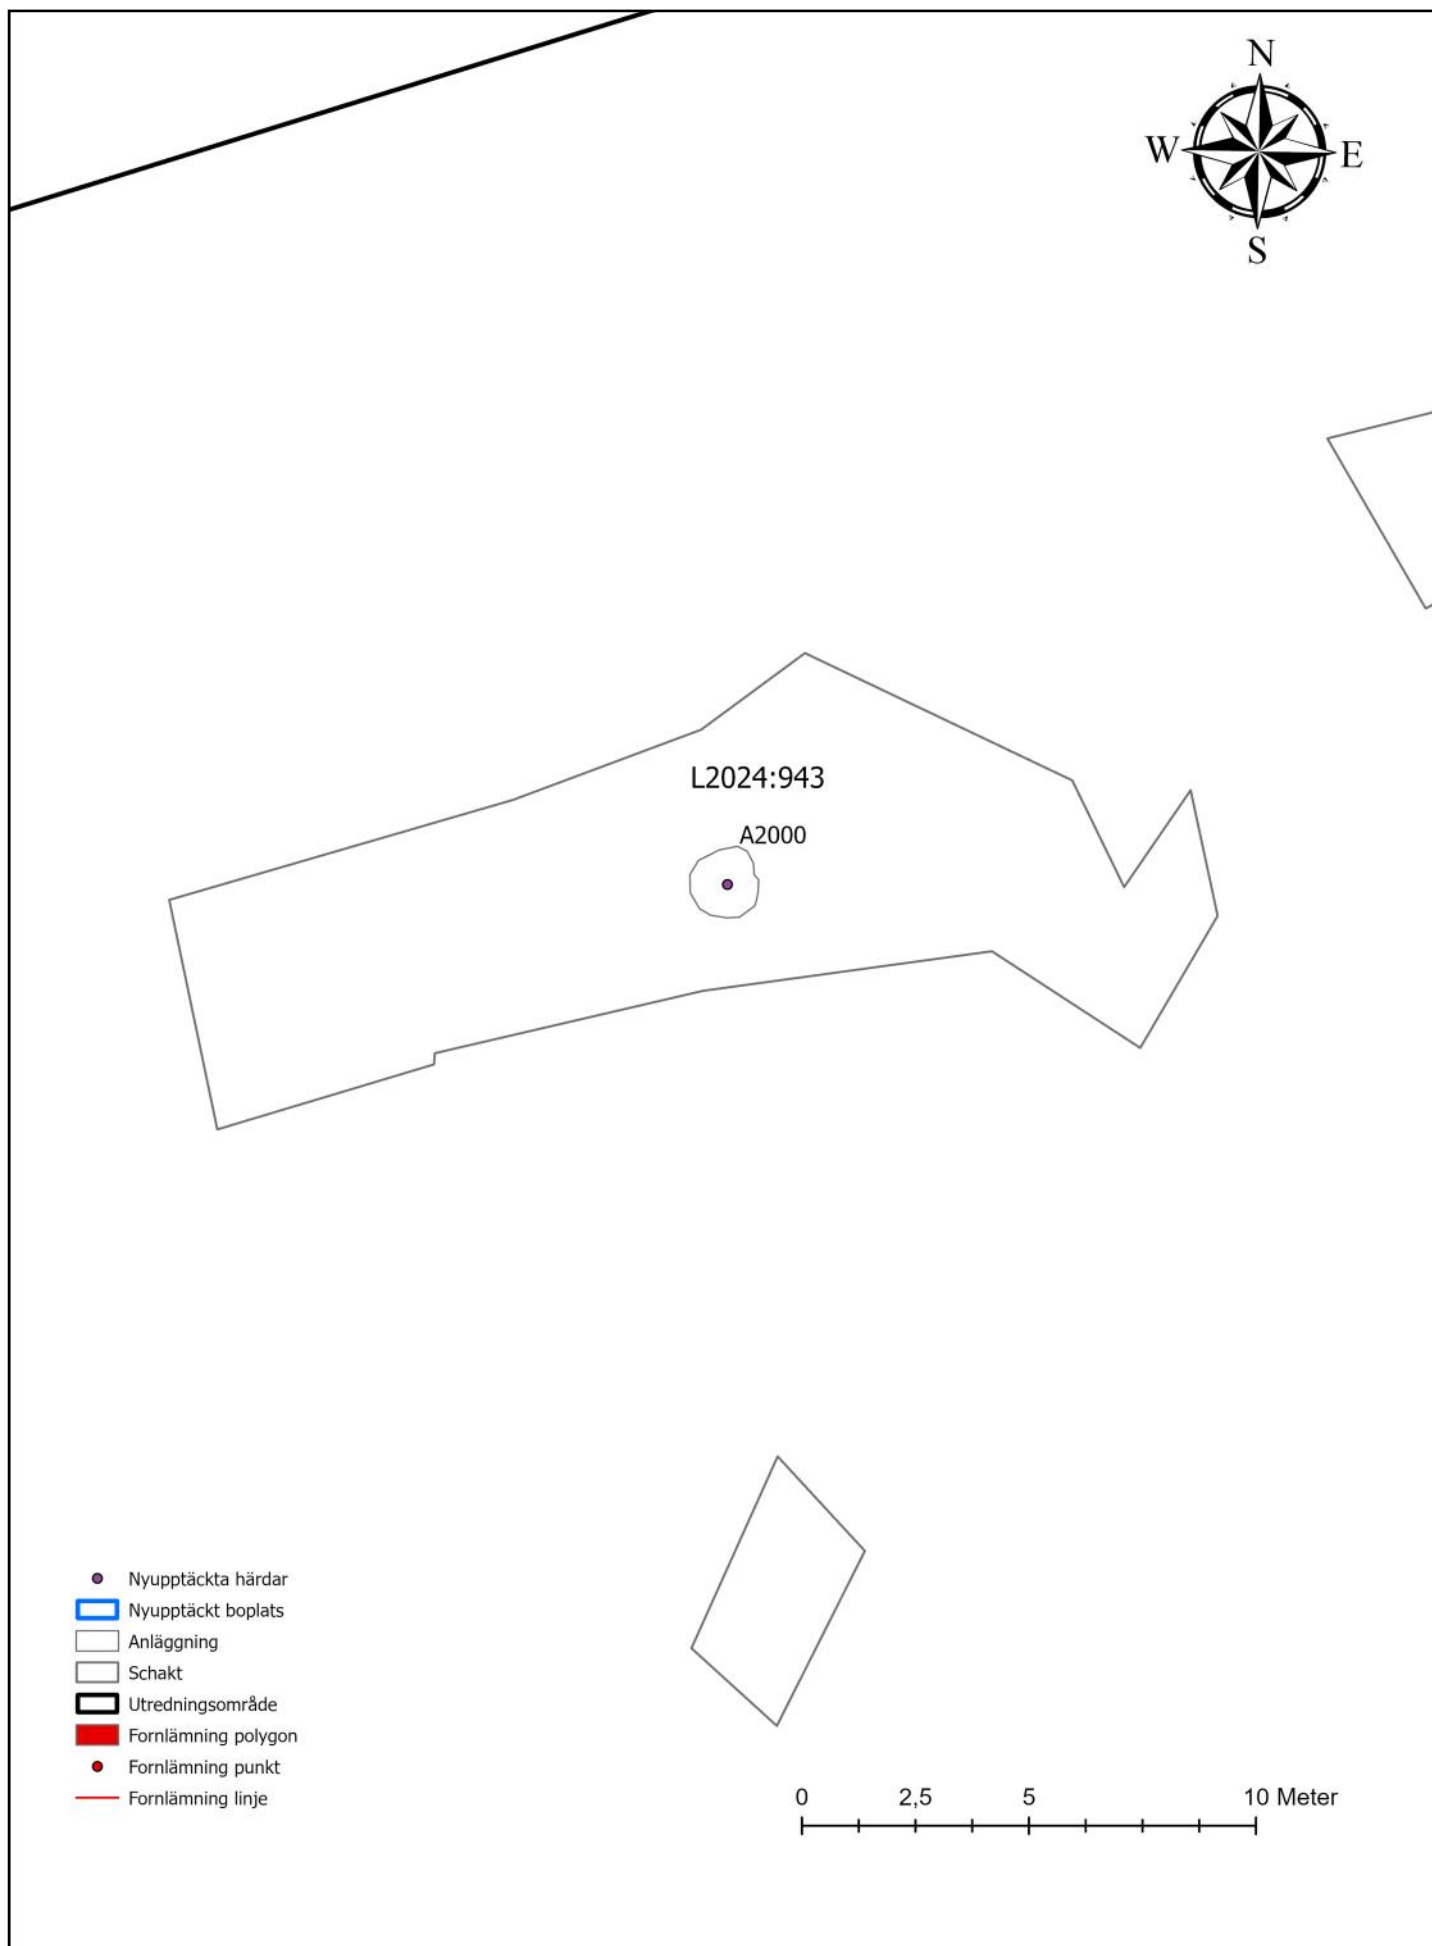 N
W E
S
L2024:943
A2000
Nyupptäckta härdar
Nyupptäckt boplats
Anläggning
Schakt
Utredningsområde
Fornlämning polygon
Fornlämning punkt
Fornlämning linje
0 2,5 5 10 Meter